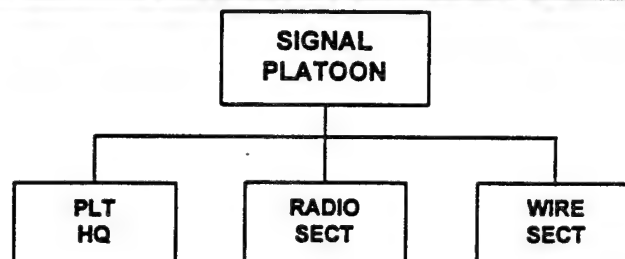 SIGNAL
PLATOON
PLT
HQ
RADIO
SECT
WIRE
SECT